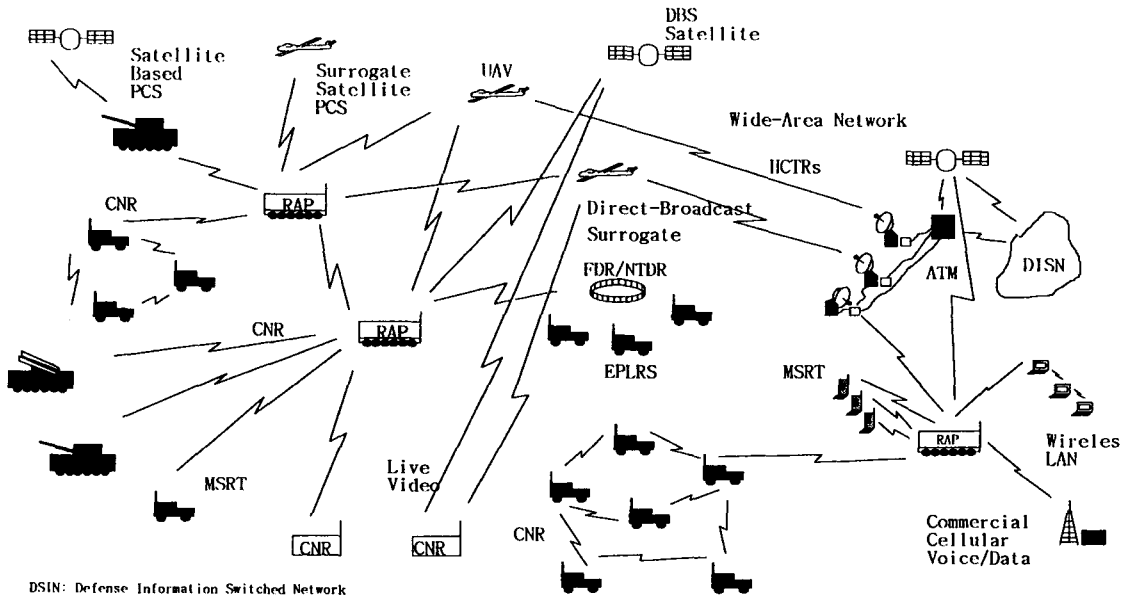 DBS
Satellite
Satellite
Based
PCS
Surrogate
Satellite
PCS
UAV
Wide-Area Network
HCTRs
RAP
CNR
Direct-Broadcast
Surrogate
FDR/NTDR
ATM
DISN
CNR
RAP
EPLRS
MSRT
RAP
Wireles
LAN
MSRT
Live
Video
CNR
CNR
CNR
Commercial
Cellular
Voice/Data
DSIN: Defense Information Switched Network